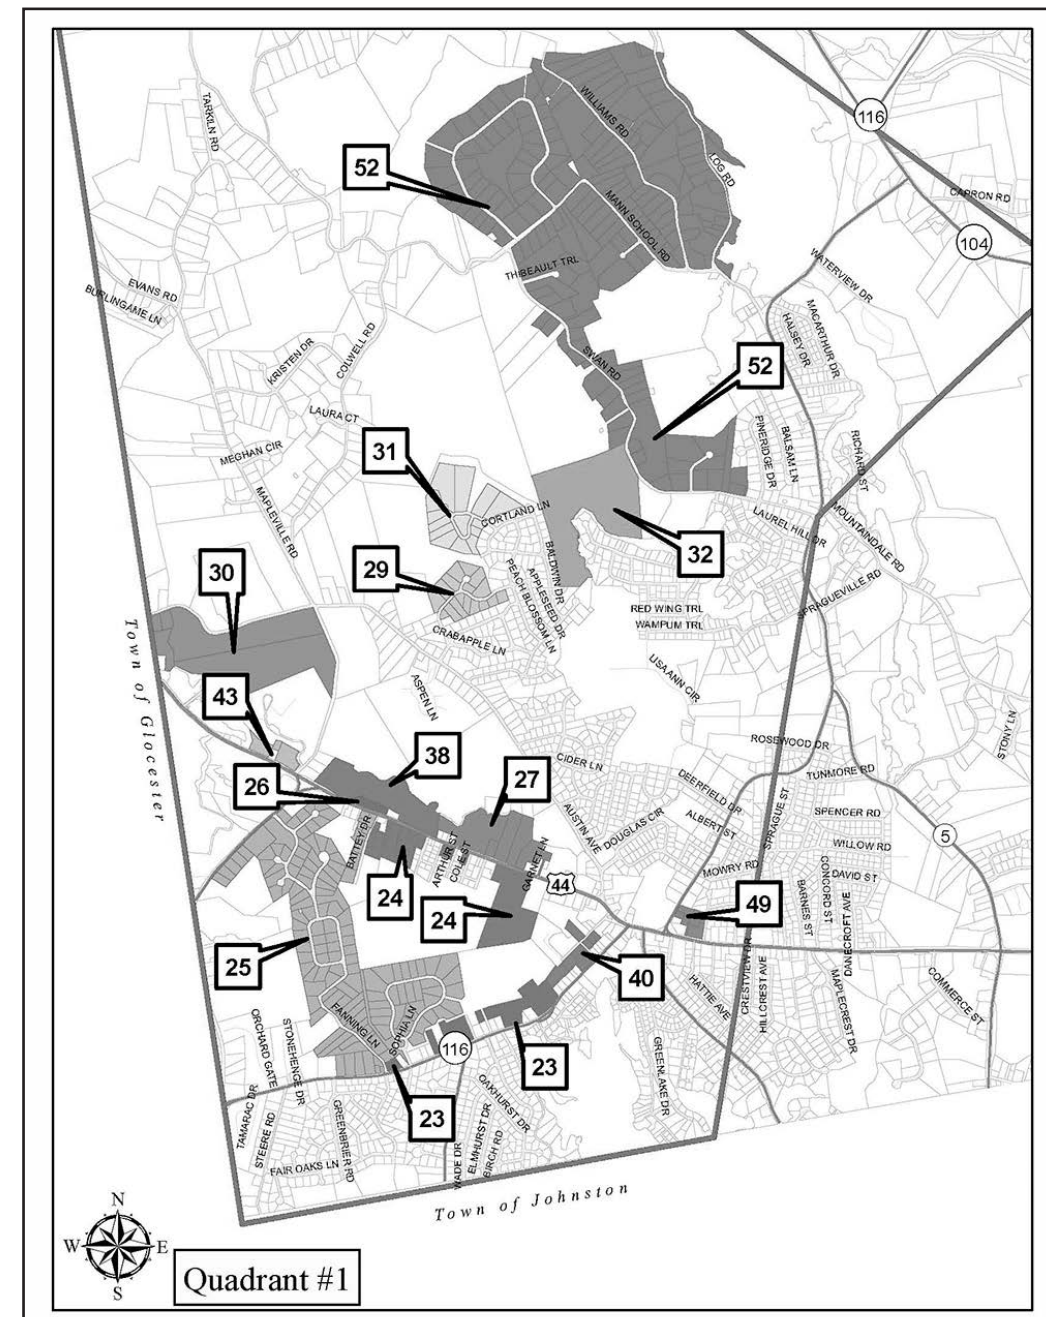 116
TARKILN RD
WILLIAMS RD
LOG RD
52
CAPRON RD
MANN SCHOOL RD
104
THIBEAULT TRL
WATERVIEW DR
EVANS RD
BURLINGAME LN
MACARTHUR DR
HALSEY DR
COLWELL RD
KRISTEN DR
SWAN RD
52
LAURA CT
31
MEGHAN CIR
PINERIDGE DR
BALSAM LN
RICHARD ST
MAPLEVILLE RD
CORTLAND LN
LAUREL HILL DR
MOUNTAINDALE RD
32
30
29
BALDWIN DR
APPLESEED DR
PEACH BLOSSOM LN
SPRAGUEVILLE RD
RED WING TRL
WAMPUM TRL
CRABAPPLE LN
Town of Glocester
43
ASPEN LN
LISA ANN CIR
STONY LN
ROSEWOOD DR
38
26
27
CIDER LN
DEERFIELD DR
TUNMORE RD
SPRAGUE ST
SPENCER RD
5
AUSTIN AVE
DOUGLAS CIR
ALBERT ST
WILLOW RD
BATTEY DR
ARTHUR ST
COLE ST
GARNET LN
44
MOWRY RD
DAVID ST
24
24
49
BARNES ST
CONCORD ST
DANECROFT AVE
25
40
CRESTVIEW DR
HILLCREST AVE
HATTIE AVE
MAPLECREST DR
COMMERCE ST
FANNING LN
SOPHIA LN
ORCHARD GATE
STONEHENGE DR
116
23
23
GREENLAKE DR
OAKHURST DR
TAMARAC DR
STEERE RD
GREENBRIER RD
FAIR OAKS LN
WADE DR
ELMHURST DR
BIRCH RD
Town of Johnston
N
W E
S
Quadrant #1